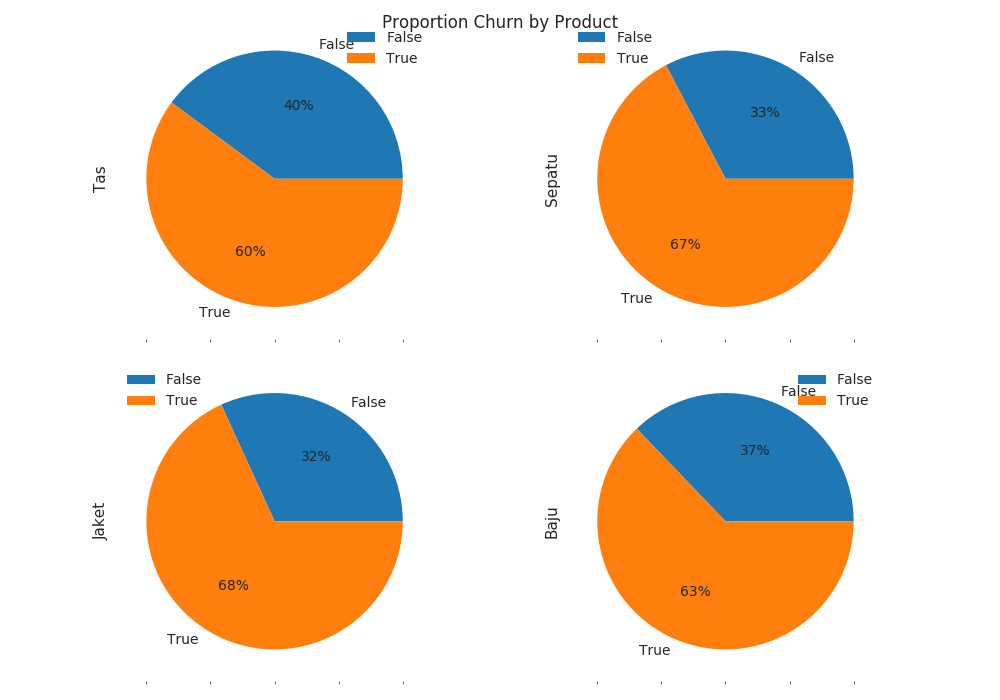 Proportion Churn by Product
False
True
False
40%
60%
True
Tas
False
True
False
33%
67%
True
Sepatu
False
True
False
32%
68%
True
Jaket
False
True
False
37%
63%
True
Baju